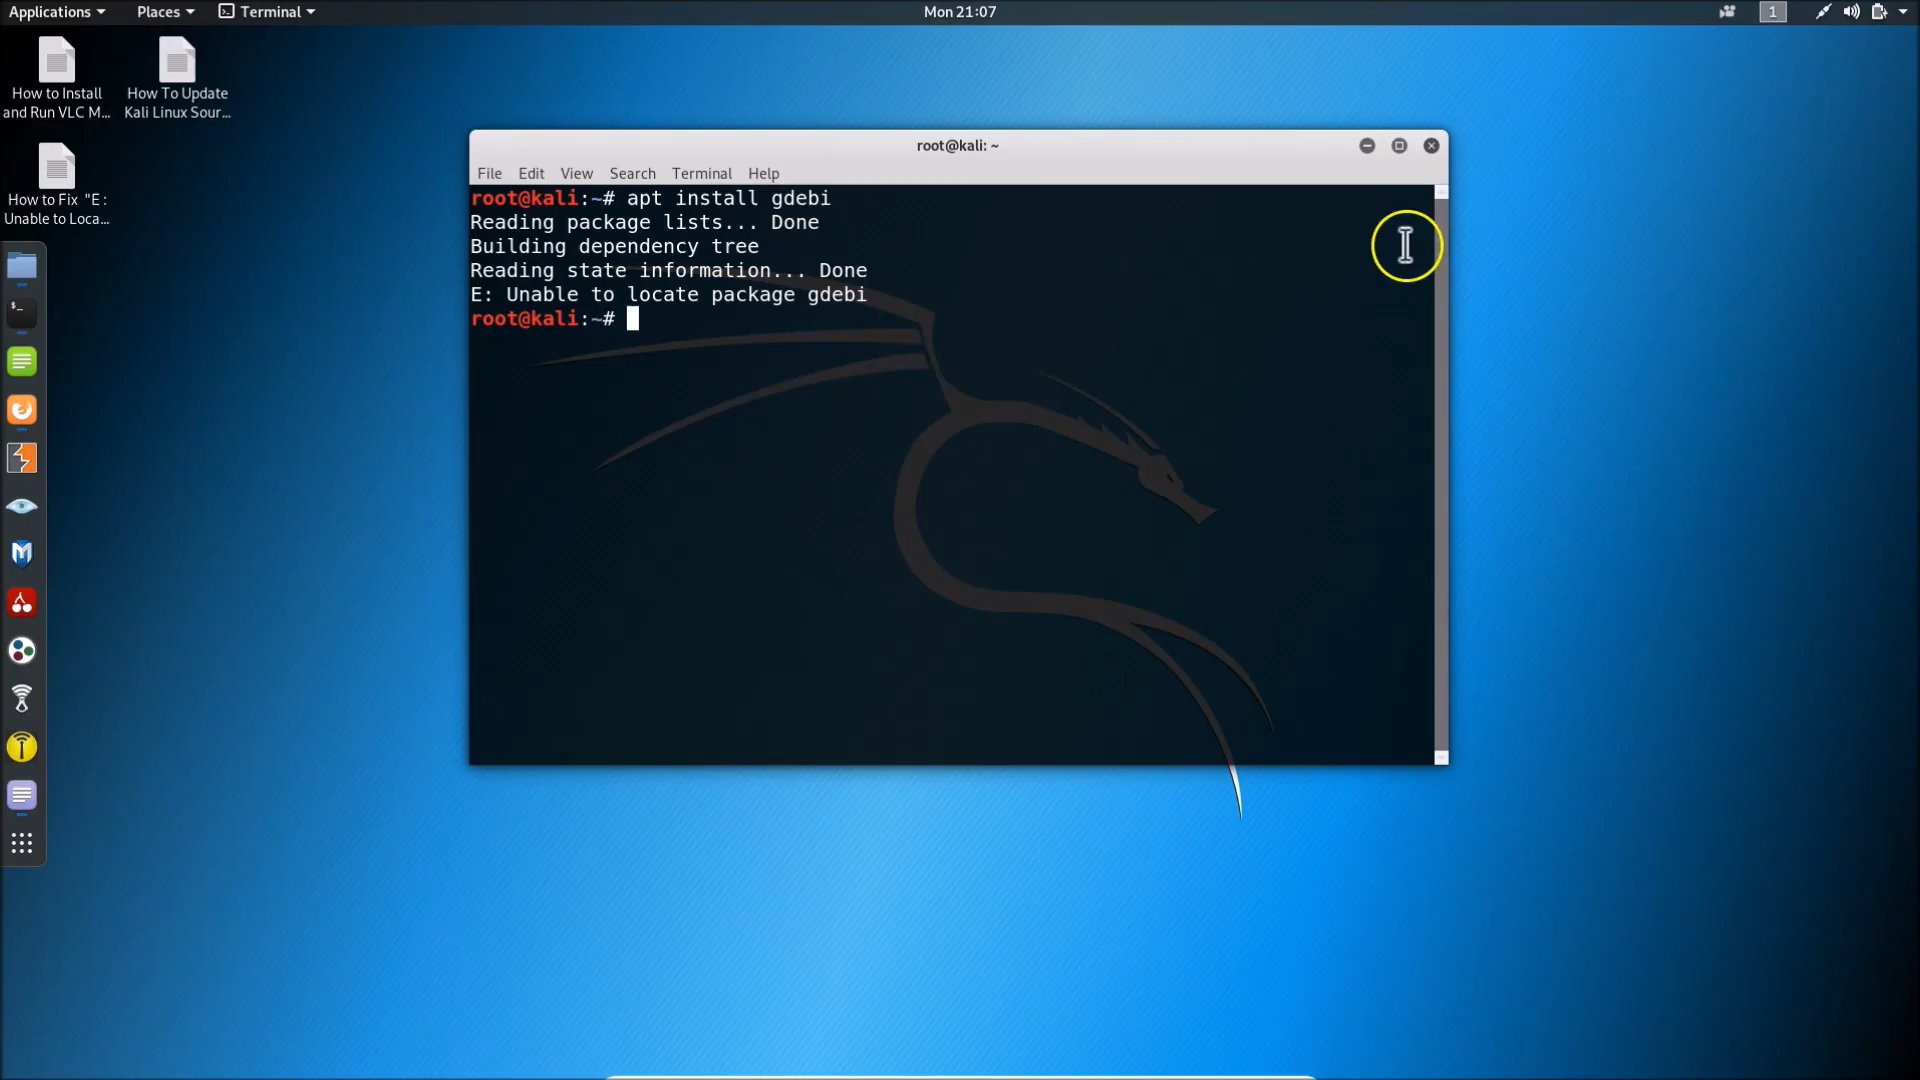 Applications Places Terminal Mon 21:07 1
How to Install
and Run VLC M...
How To Update
Kali Linux Sour...
How to Fix "E :
Unable to Loca...
root@kali: ~
File Edit View Search Terminal Help
root@kali:~# apt install gdebi
Reading package lists... Done
Building dependency tree
Reading state information... Done
E: Unable to locate package gdebi
root@kali:~#